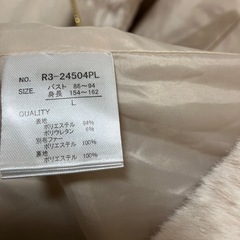 NO. R3-24504PL
SIZE. バスト 86～94
身長 154～162
L
QUALITY
表地
ポリエステル 94%
ポリウレタン 6%
別布ファー
ポリエステル 100%
裏地
ポリエステル 100%